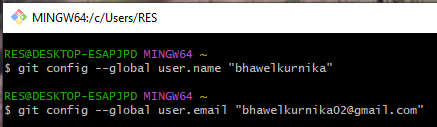 MINGW64:/c/Users/RES
RES@DESKTOP-ESAPJPD MINGW64 ~
$ git config --global user.name "bhawelkurnika"
RES@DESKTOP-ESAPJPD MINGW64 ~
$ git config --global user.email "bhawelkurnika02@gmail.com"